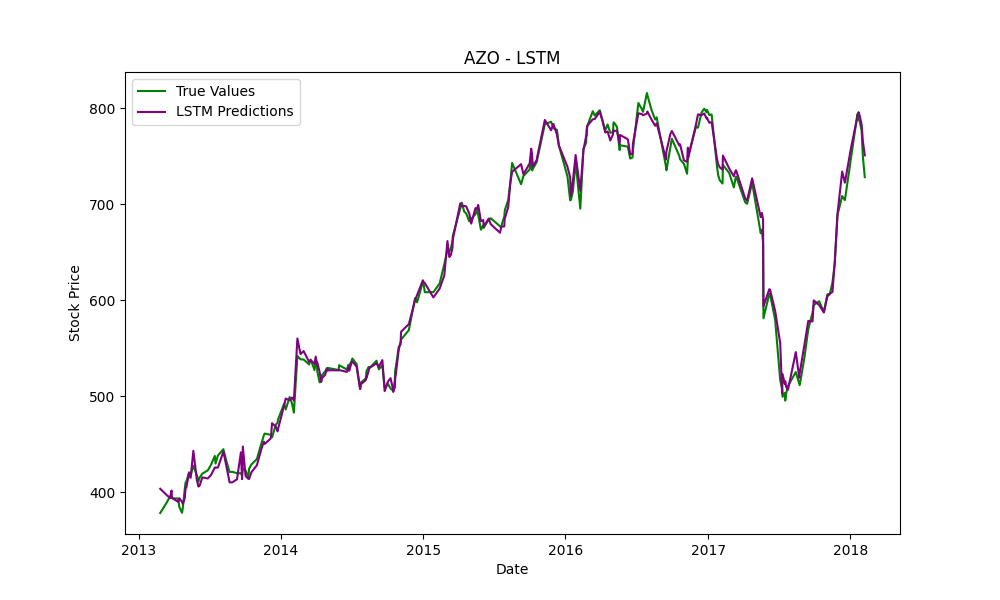 AZO - LSTM
True Values
LSTM Predictions
800
700
600
500
400
Stock Price
2013 2014 2015 2016 2017 2018
Date